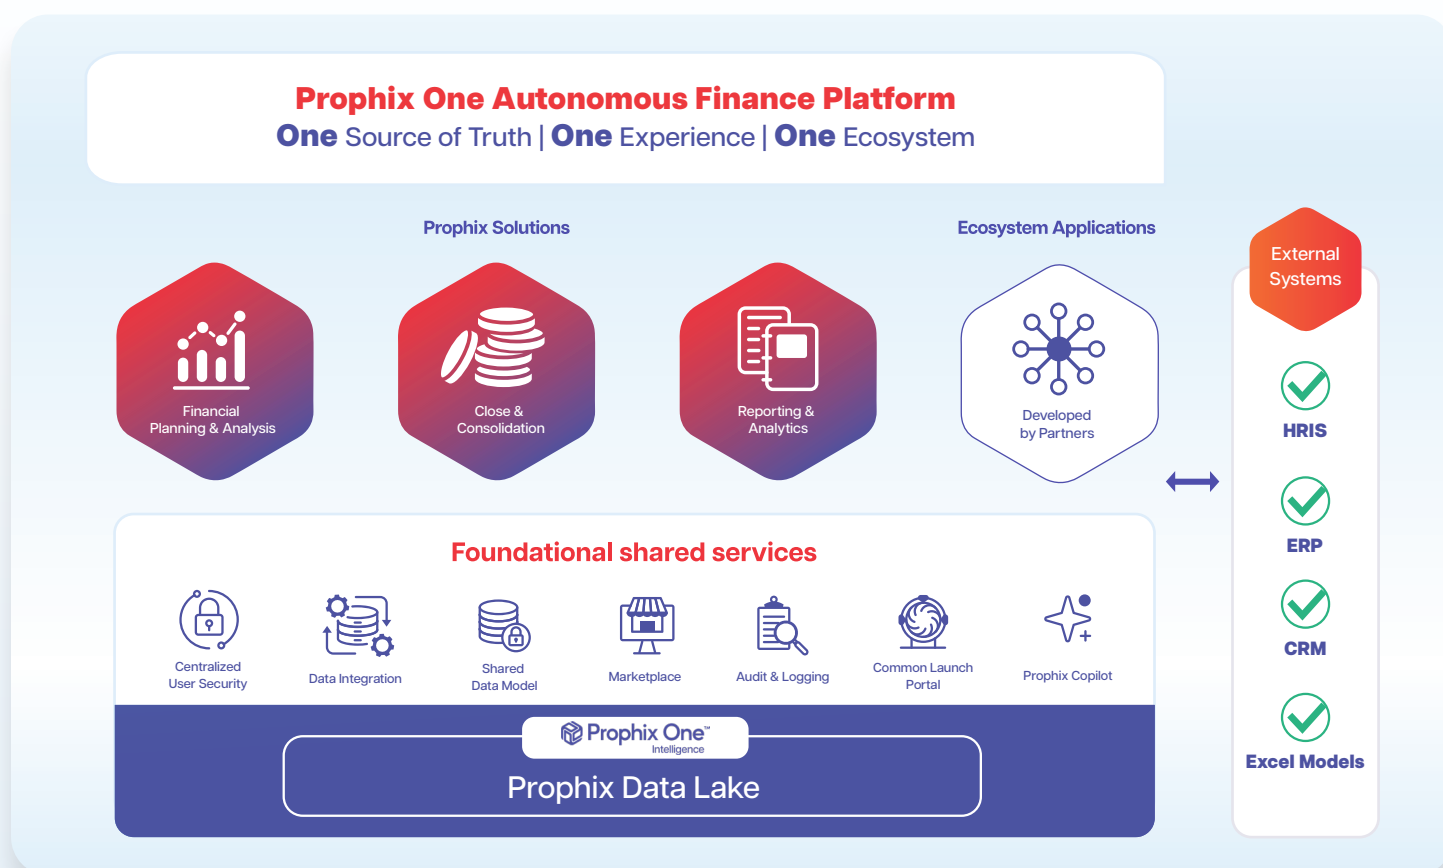 Prophix One Autonomous Finance Platform
One Source of Truth | One Experience | One Ecosystem
Prophix Solutions
Ecosystem Applications
Financial
Planning & Analysis
Close &
Consolidation
Reporting &
Analytics
Developed
by Partners
External
Systems
HRIS
ERP
CRM
Excel Models
Foundational shared services
Centralized
User Security
Data Integration
Shared
Data Model
Marketplace
Audit & Logging
Common Launch
Portal
Prophix Copilot
Prophix One™
Intelligence
Prophix Data Lake